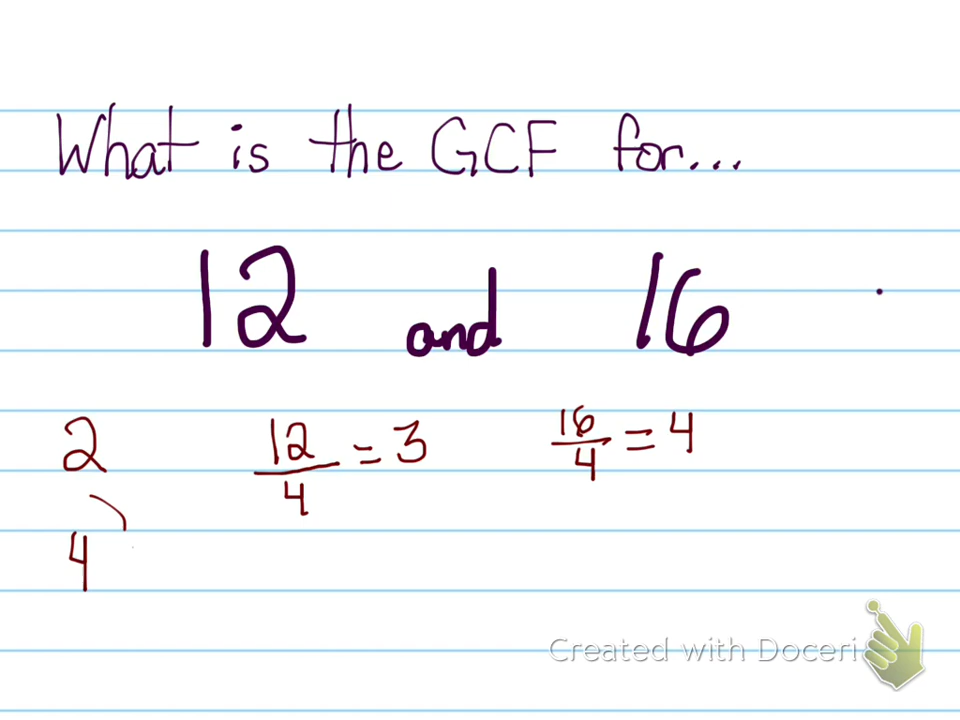 What is the GCF for...
12 and 16
2 12/4 = 3 16/4 = 4
4
Created with Doceri